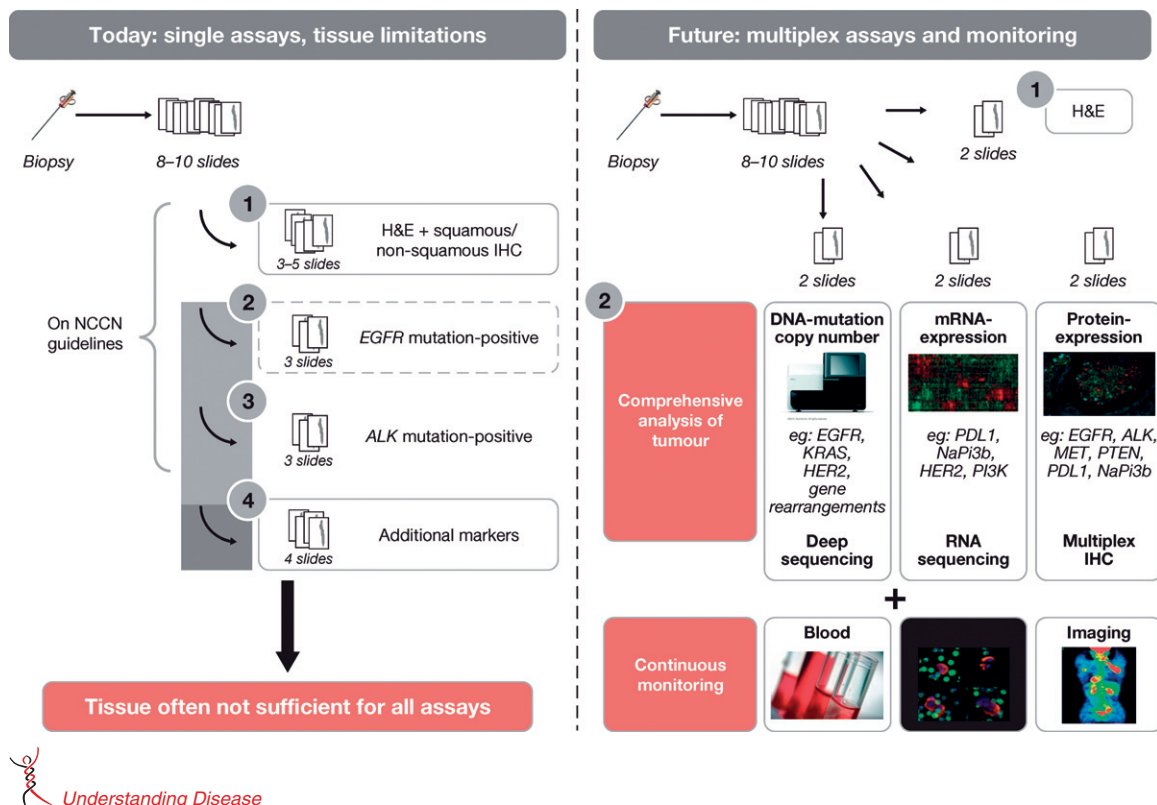 Today: single assays, tissue limitations
Biopsy
8–10 slides
On NCCN
guidelines
1
3–5 slides
H&E + squamous/
non-squamous IHC
2
3 slides
EGFR mutation-positive
3
3 slides
ALK mutation-positive
4
4 slides
Additional markers
Tissue often not sufficient for all assays
Future: multiplex assays and monitoring
Biopsy
8–10 slides
2 slides
1
H&E
2 slides
2 slides
2 slides
2
Comprehensive
analysis of
tumour
DNA-mutation
copy number
eg: EGFR,
KRAS,
HER2,
gene
rearrangements
Deep
sequencing
mRNA-
expression
eg: PDL1,
NaPi3b,
HER2, PI3K
RNA
sequencing
Protein-
expression
eg: EGFR, ALK,
MET, PTEN,
PDL1, NaPi3b
Multiplex
IHC
+
Continuous
monitoring
Blood
Imaging
Understanding Disease